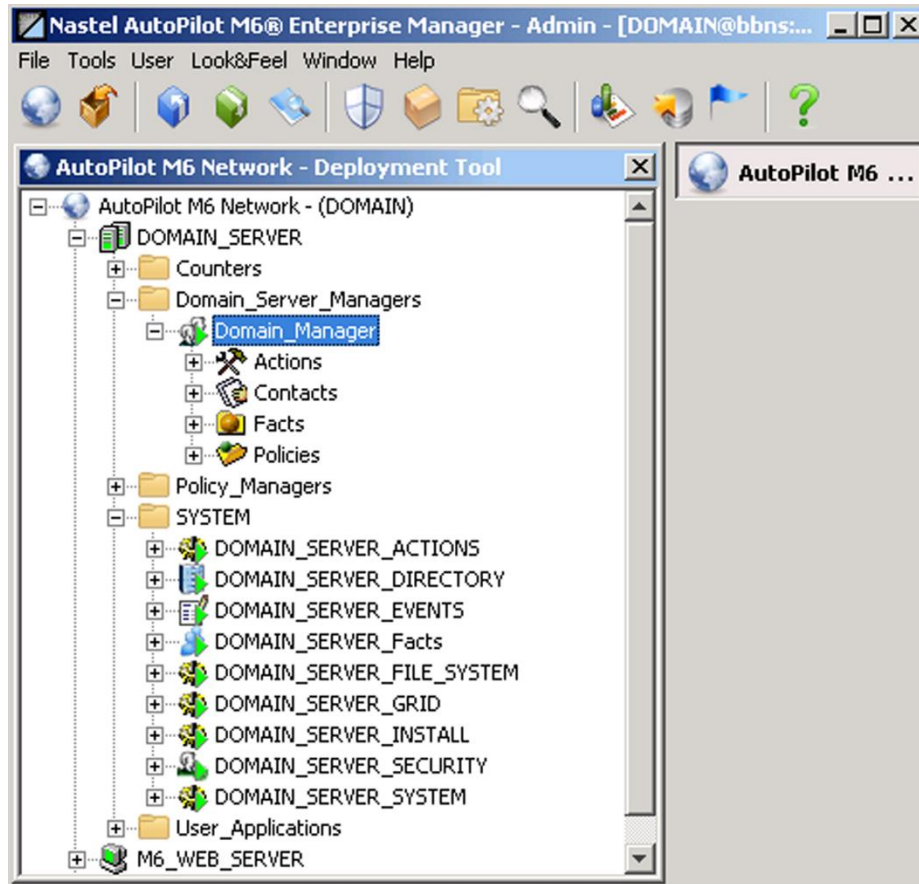 Nastel AutoPilot M6® Enterprise Manager - Admin - [DOMAIN@bbns:...
File Tools User Look&Feel Window Help
AutoPilot M6 Network - Deployment Tool
AutoPilot M6 ...
AutoPilot M6 Network - (DOMAIN)
DOMAIN_SERVER
Counters
Domain_Server_Managers
Domain_Manager
Actions
Contacts
Facts
Policies
Policy_Managers
SYSTEM
DOMAIN_SERVER_ACTIONS
DOMAIN_SERVER_DIRECTORY
DOMAIN_SERVER_EVENTS
DOMAIN_SERVER_Facts
DOMAIN_SERVER_FILE_SYSTEM
DOMAIN_SERVER_GRID
DOMAIN_SERVER_INSTALL
DOMAIN_SERVER_SECURITY
DOMAIN_SERVER_SYSTEM
User_Applications
M6_WEB_SERVER